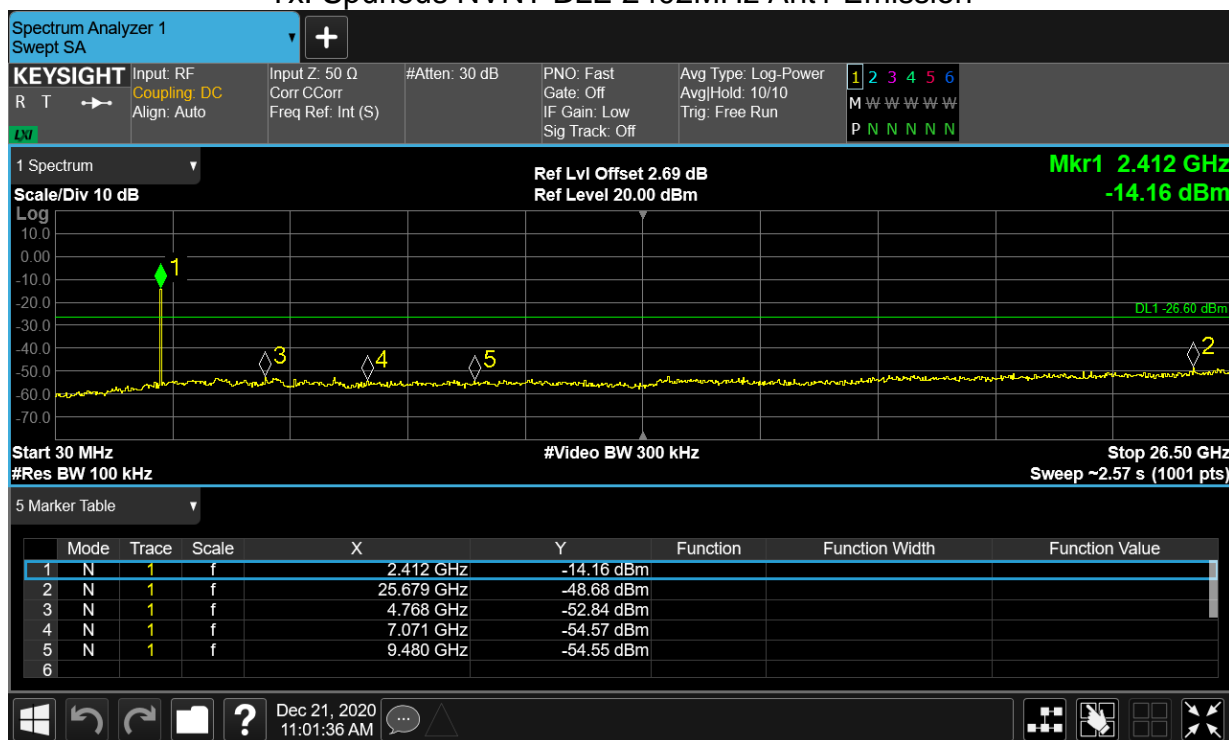 Tx. Spurious NVNT BLE 2402MHz Ant1 Emission
Spectrum Analyzer 1
Swept SA
KEYSIGHT
R T
LXI
Input: RF
Coupling: DC
Align: Auto
Input Z: 50 Ω
Corr CCorr
Freq Ref: Int (S)
#Atten: 30 dB
PNO: Fast
Gate: Off
IF Gain: Low
Sig Track: Off
Avg Type: Log-Power
Avg|Hold: 10/10
Trig: Free Run
1 2 3 4 5 6
M W W W W W
P N N N N N
1 Spectrum
Scale/Div 10 dB
Ref Lvl Offset 2.69 dB
Ref Level 20.00 dBm
Mkr1 2.412 GHz
-14.16 dBm
Log
10.0
0.00
-10.0
-20.0
-30.0
-40.0
-50.0
-60.0
-70.0
1
3
4
5
2
DL1 -26.60 dBm
Start 30 MHz
#Video BW 300 kHz
Stop 26.50 GHz
#Res BW 100 kHz
Sweep ~2.57 s (1001 pts)
5 Marker Table
Mode Trace Scale X Y Function Function Width Function Value
1 N 1 f 2.412 GHz -14.16 dBm
2 N 1 f 25.679 GHz -48.68 dBm
3 N 1 f 4.768 GHz -52.84 dBm
4 N 1 f 7.071 GHz -54.57 dBm
5 N 1 f 9.480 GHz -54.55 dBm
6
?
Dec 21, 2020
11:01:36 AM